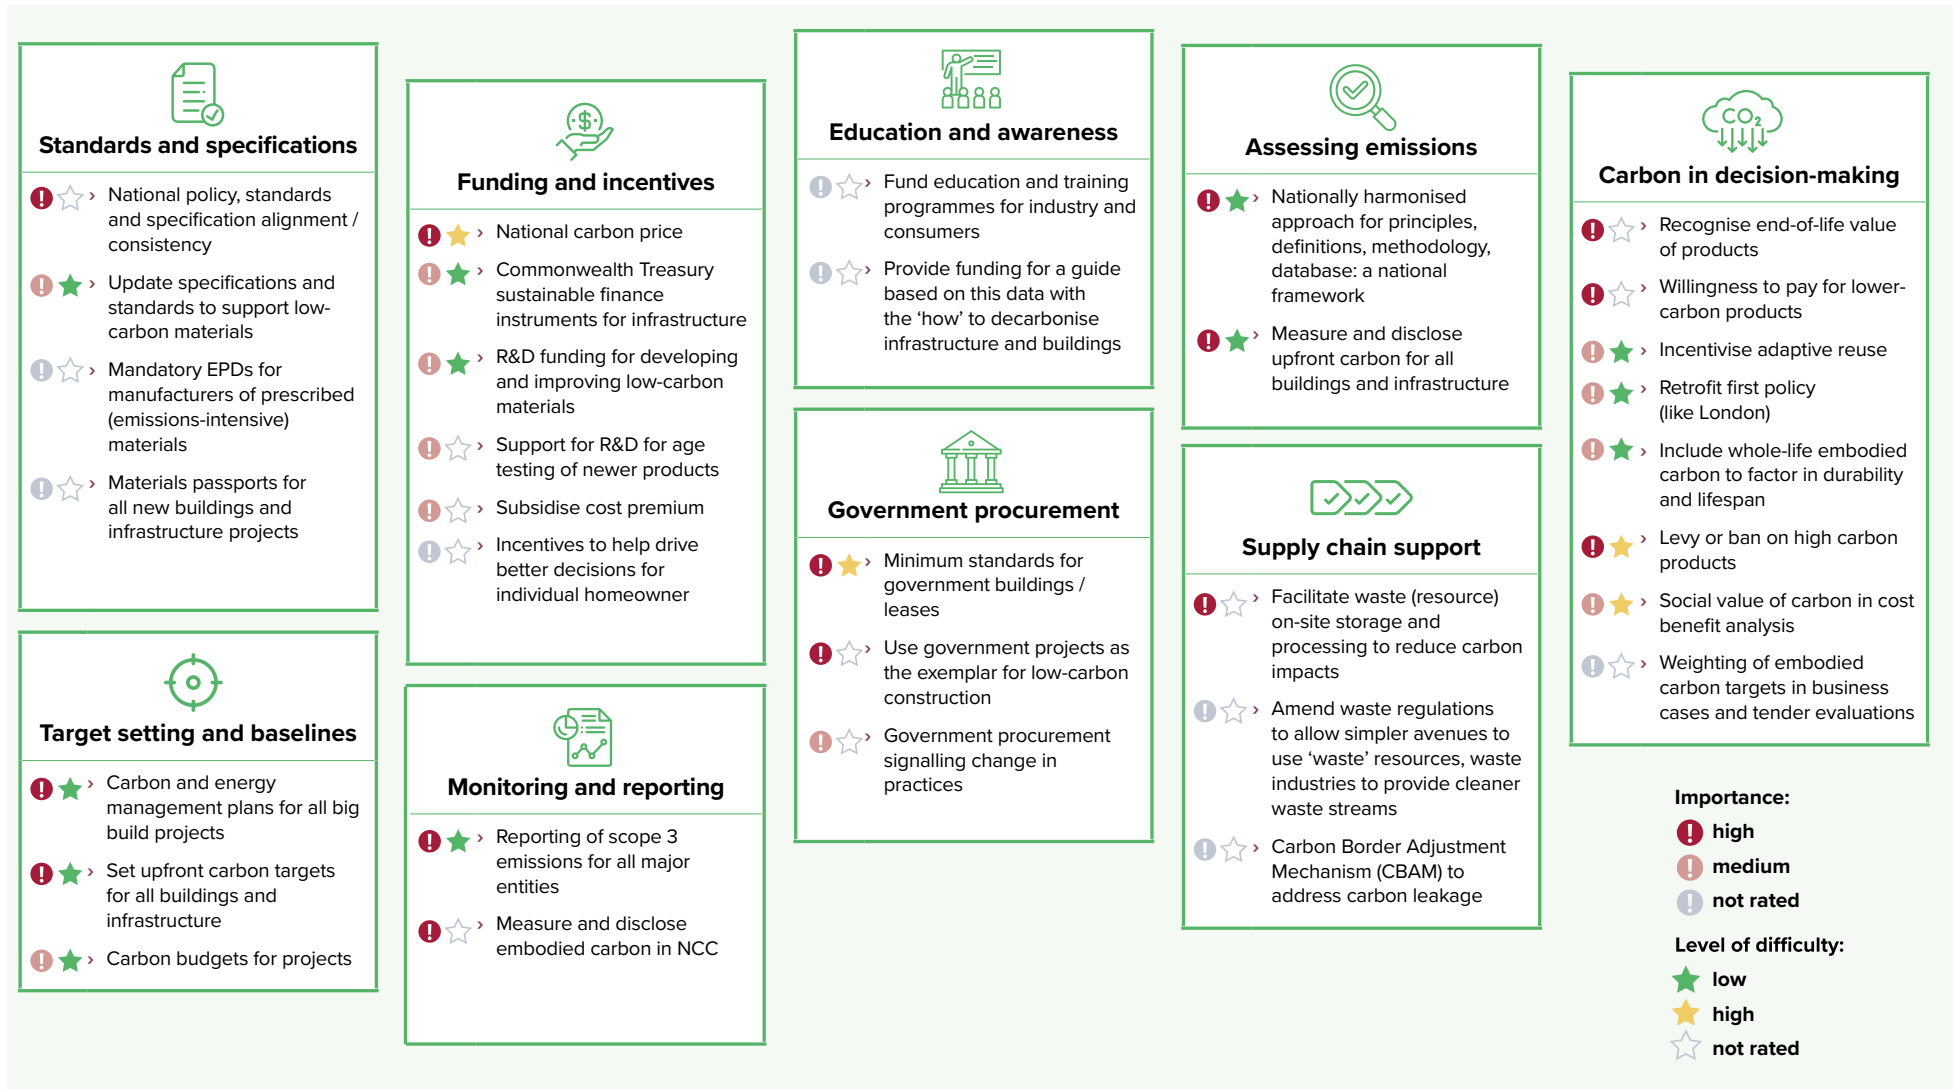 Standards and specifications
› National policy, standards
and specification alignment /
consistency
› Update specifications and
standards to support low-
carbon materials
› Mandatory EPDs for
manufacturers of prescribed
(emissions-intensive)
materials
› Materials passports for
all new buildings and
infrastructure projects
Target setting and baselines
› Carbon and energy
management plans for all big
build projects
› Set upfront carbon targets
for all buildings and
infrastructure
› Carbon budgets for projects
$
Funding and incentives
› National carbon price
› Commonwealth Treasury
sustainable finance
instruments for infrastructure
› R&D funding for developing
and improving low-carbon
materials
› Support for R&D for age
testing of newer products
› Subsidise cost premium
› Incentives to help drive
better decisions for
individual homeowner
Monitoring and reporting
› Reporting of scope 3
emissions for all major
entities
› Measure and disclose
embodied carbon in NCC
Education and awareness
› Fund education and training
programmes for industry and
consumers
› Provide funding for a guide
based on this data with
the ‘how’ to decarbonise
infrastructure and buildings
Government procurement
› Minimum standards for
government buildings /
leases
› Use government projects as
the exemplar for low-carbon
construction
› Government procurement
signalling change in
practices
Assessing emissions
› Nationally harmonised
approach for principles,
definitions, methodology,
database: a national
framework
› Measure and disclose
upfront carbon for all
buildings and infrastructure
Supply chain support
› Facilitate waste (resource)
on-site storage and
processing to reduce carbon
impacts
› Amend waste regulations
to allow simpler avenues to
use ‘waste’ resources, waste
industries to provide cleaner
waste streams
› Carbon Border Adjustment
Mechanism (CBAM) to
address carbon leakage
CO2
Carbon in decision-making
› Recognise end-of-life value
of products
› Willingness to pay for lower-
carbon products
› Incentivise adaptive reuse
› Retrofit first policy
(like London)
› Include whole-life embodied
carbon to factor in durability
and lifespan
› Levy or ban on high carbon
products
› Social value of carbon in cost
benefit analysis
› Weighting of embodied
carbon targets in business
cases and tender evaluations
Importance:
high
medium
not rated
Level of difficulty:
low
high
not rated